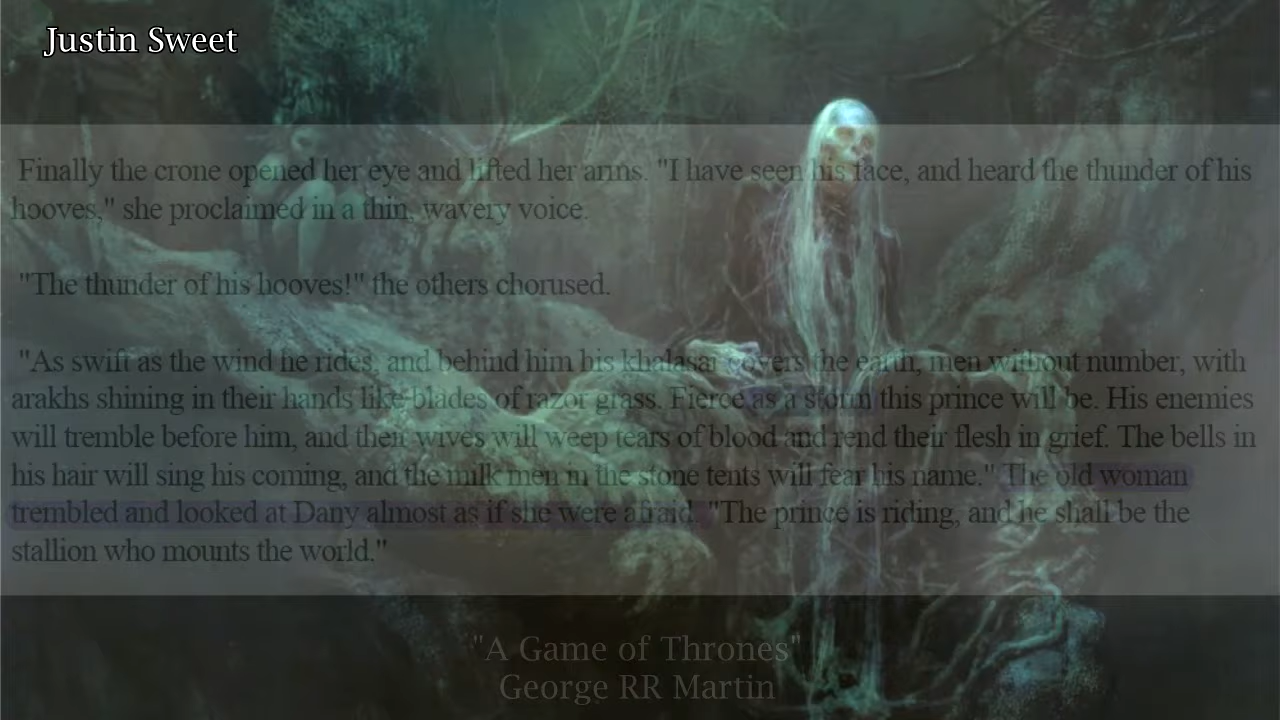 Justin Sweet
Finally the crone opened her eye and lifted her arms. "I have seen his face, and heard the thunder of his
hooves," she proclaimed in a thin, wavery voice.
"The thunder of his hooves!" the others chorused.
"As swift as the wind he rides, and behind him his khalasar covers the earth, men without number, with
arakhs shining in their hands like blades of razor grass. Fierce as a storm this prince will be. His enemies
will tremble before him, and their wives will weep tears of blood and rend their flesh in grief. The bells in
his hair will sing his coming, and the milk men in the stone tents will fear his name." The old woman
trembled and looked at Dany almost as if she were afraid. "The prince is riding, and he shall be the
stallion who mounts the world."
"A Game of Thrones"
George RR Martin